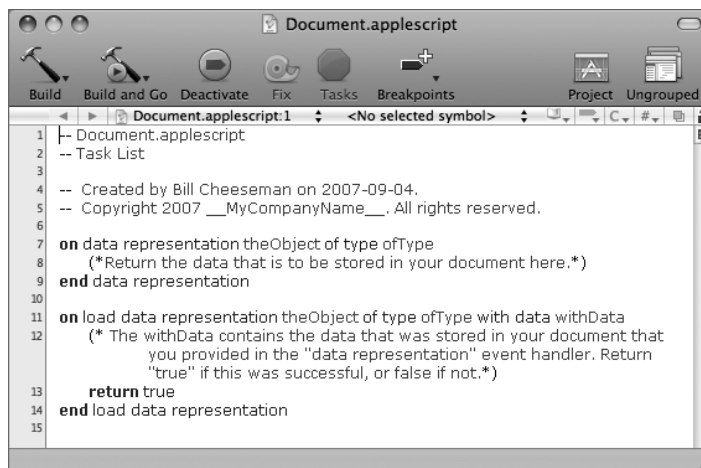 Document.applescript
Build Build and Go Deactivate Fix Tasks Breakpoints Project Ungrouped
Document.applescript:1 <No selected symbol> C #
1 -- Document.applescript
2 -- Task List
3
4 -- Created by Bill Cheeseman on 2007-09-04.
5 -- Copyright 2007 __MyCompanyName__. All rights reserved.
6
7 on data representation theObject of type ofType
8 (*Return the data that is to be stored in your document here.*)
9 end data representation
10
11 on load data representation theObject of type ofType with data withData
12 (* The withData contains the data that was stored in your document that
you provided in the "data representation" event handler. Return
"true" if this was successful, or false if not.*)
13 return true
14 end load data representation
15